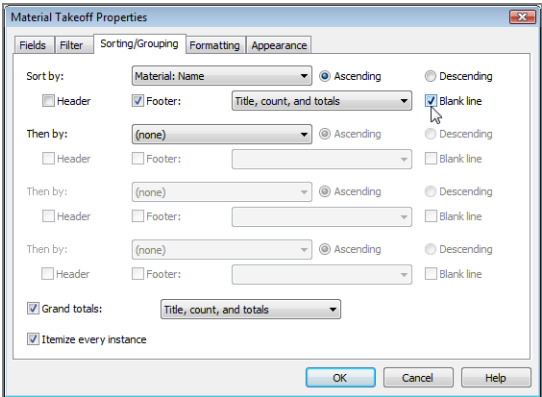 Material Takeoff Properties
Fields Filter Sorting/Grouping Formatting Appearance
Sort by: Material: Name Ascending Descending
Header Footer: Title, count, and totals Blank line
Then by: (none) Ascending Descending
Header Footer: Blank line
Then by: (none) Ascending Descending
Header Footer: Blank line
Then by: (none) Ascending Descending
Header Footer: Blank line
Grand totals: Title, count, and totals
Itemize every instance
OK Cancel Help